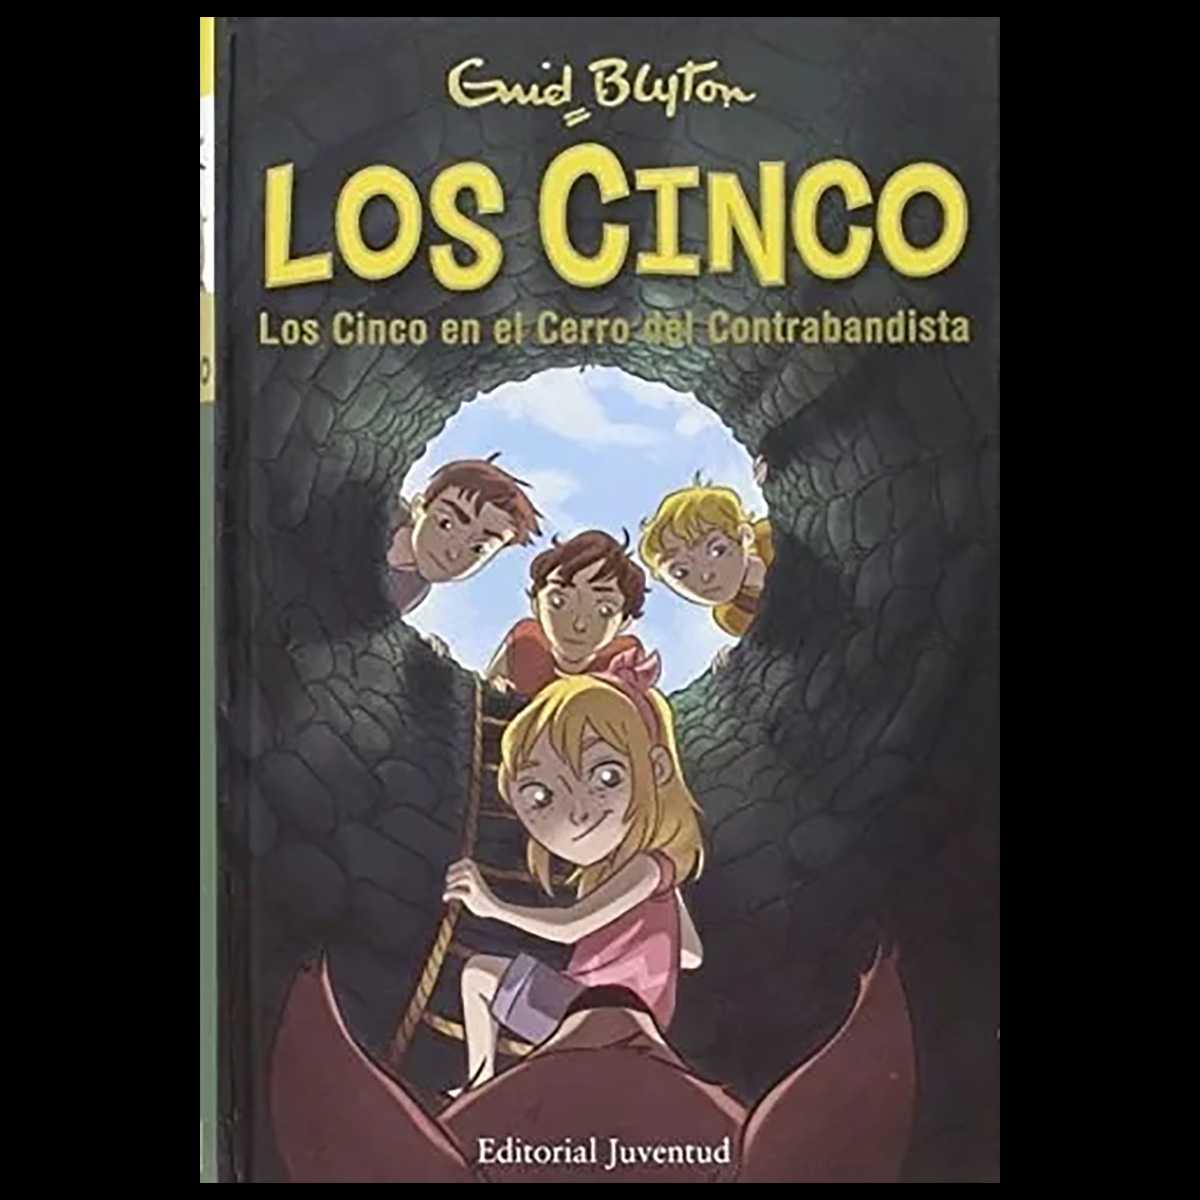 Enid Blyton
LOS CINCO
Los Cinco en el Cerro del Contrabandista
Editorial Juventud